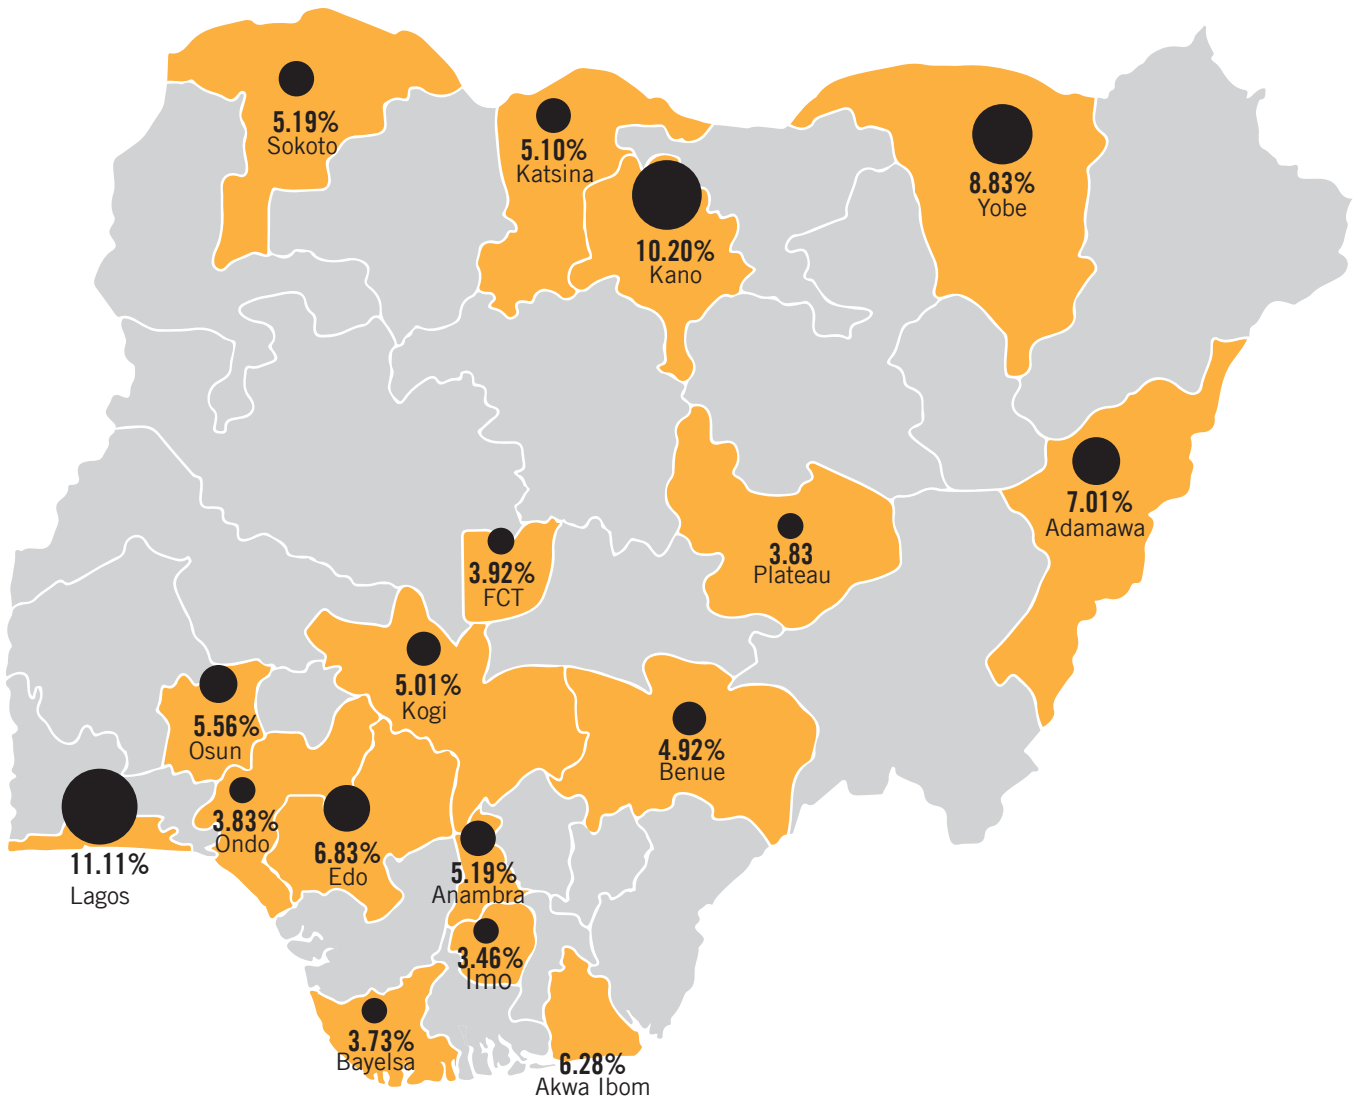 5.19%
Sokoto
5.10%
Katsina
8.83%
Yobe
10.20%
Kano
7.01%
Adamawa
3.83
Plateau
3.92%
FCT
5.01%
Kogi
5.56%
Osun
4.92%
Benue
3.83%
Ondo
6.83%
Edo
11.11%
Lagos
5.19%
Anambra
3.46%
Imo
3.73%
Bayelsa
6.28%
Akwa Ibom